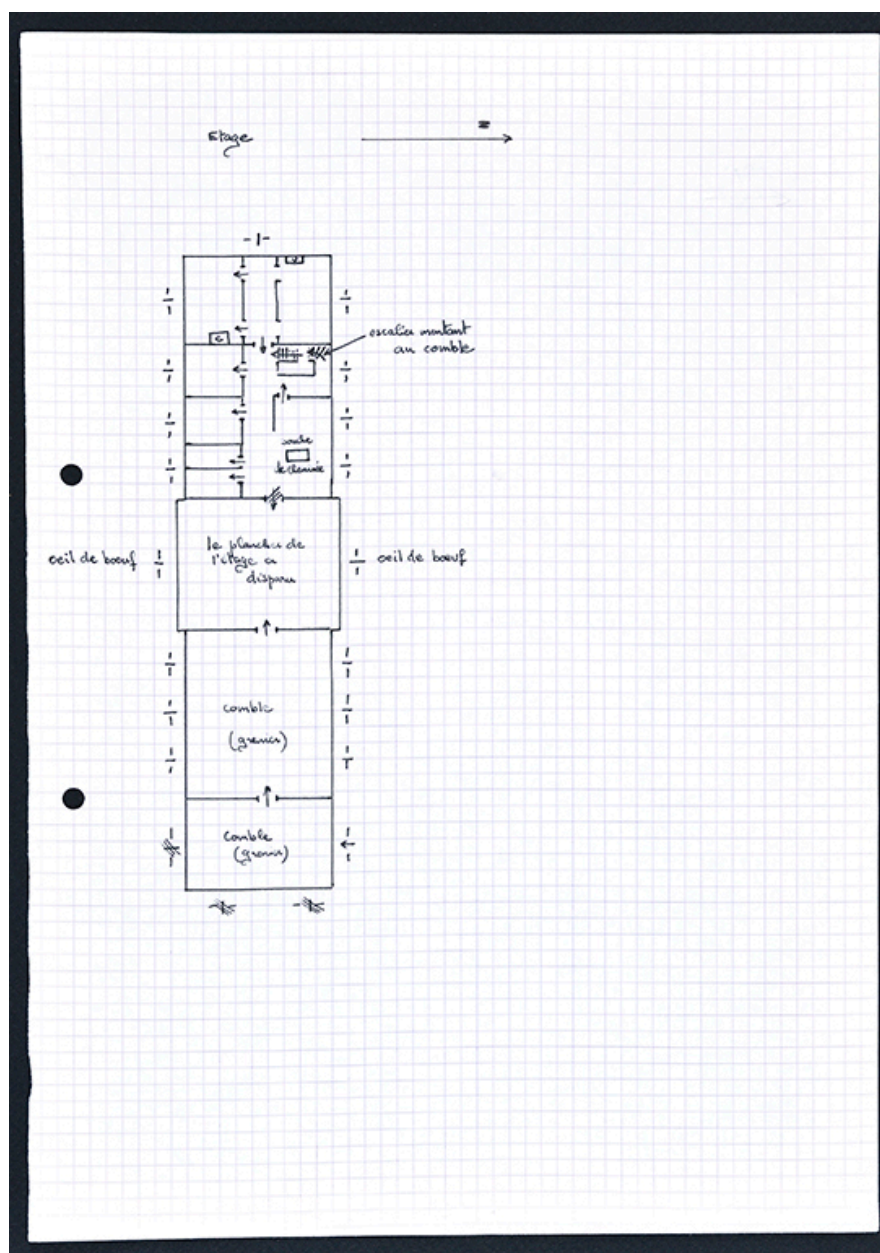 Etage
N
escalier montant
au comble
C
souche
de cheminée
le plancher de
l'étage a
disparu
oeil de boeuf
oeil de boeuf
comble
(grenier)
comble
(grenier)